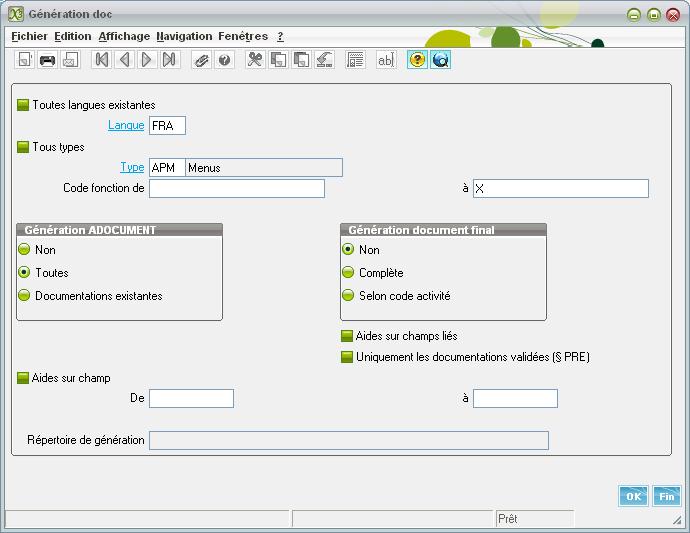 Génération doc
Fichier Edition Affichage Navigation Fenêtres ?
abl
Toutes langues existantes
Langue FRA
Tous types
Type APM Menus
Code fonction de à X
Génération ADOCUMENT Génération document final
Non Non
Toutes Complète
Documentations existantes Selon code activité
Aides sur champs liés
Uniquement les documentations validées (§ PRE)
Aides sur champ
De à
Répertoire de génération
OK Fin
Prêt